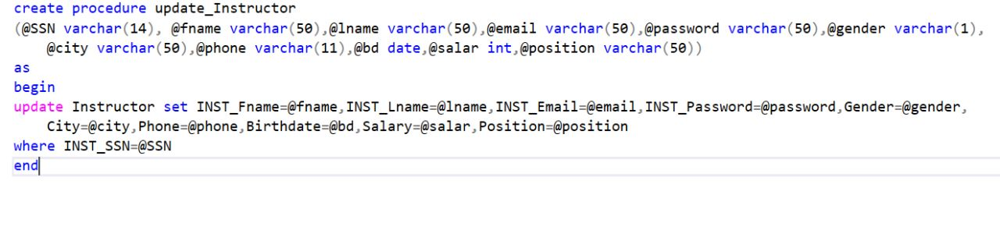 create procedure update_Instructor
(@SSN varchar(14), @fname varchar(50),@lname varchar(50),@email varchar(50),@password varchar(50),@gender varchar(1),
@city varchar(50),@phone varchar(11),@bd date,@salar int,@position varchar(50))
as
begin
update Instructor set INST_Fname=@fname,INST_Lname=@lname,INST_Email=@email,INST_Password=@password,Gender=@gender,
City=@city,Phone=@phone,Birthdate=@bd,Salary=@salar,Position=@position
where INST_SSN=@SSN
end